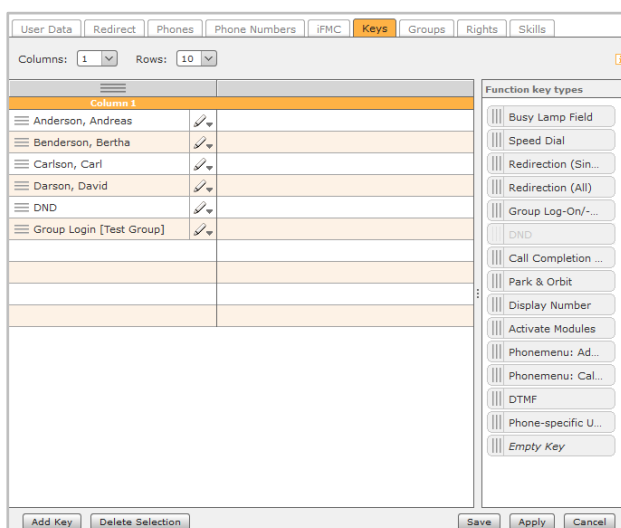 User Data Redirect Phones Phone Numbers iFMC Keys Groups Rights Skills
Columns: 1 Rows: 10
Column 1
Anderson, Andreas
Benderson, Bertha
Carlson, Carl
Darson, David
DND
Group Login [Test Group]
Function key types
Busy Lamp Field
Speed Dial
Redirection (Sin...
Redirection (All)
Group Log-On/-...
DND
Call Completion ...
Park & Orbit
Display Number
Activate Modules
Phonemenu: Ad...
Phonemenu: Cal...
DTMF
Phone-specific U...
Empty Key
Add Key Delete Selection Save Apply Cancel